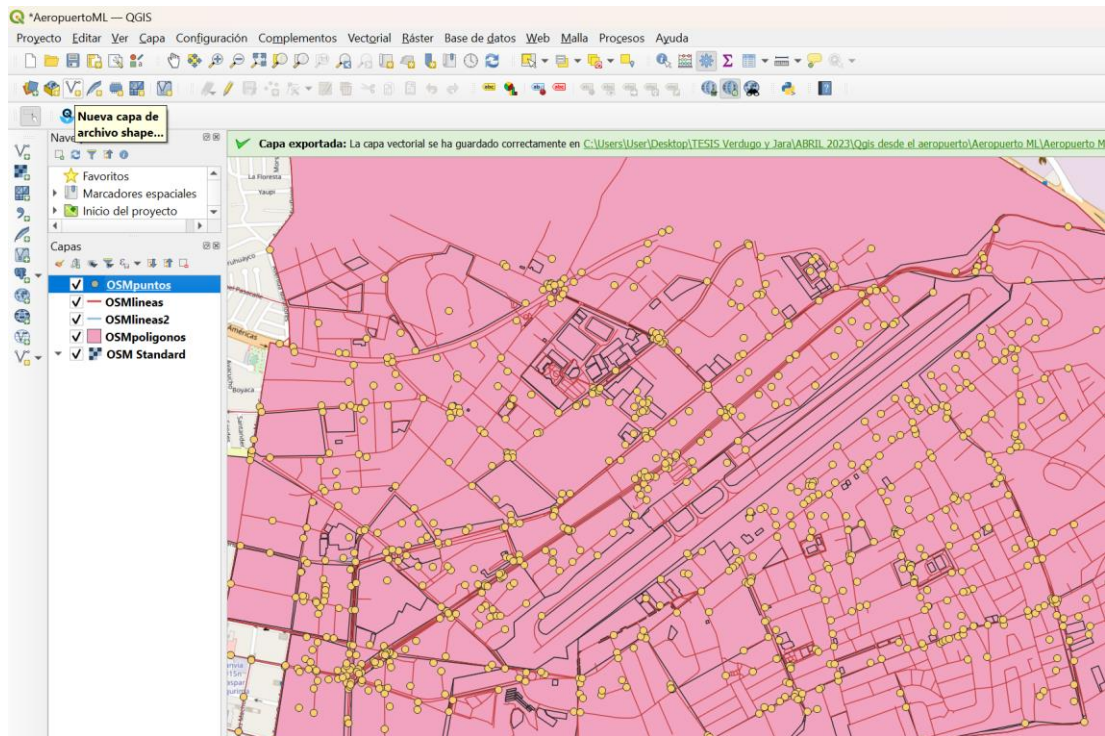 *AeropuertoML — QGIS
Proyecto Editar Ver Capa Configuración Complementos Vectorial Ráster Base de datos Web Malla Procesos Ayuda
abc
abc
Nueva capa de
archivo shape...
Capa exportada: La capa vectorial se ha guardado correctamente en C:\Users\User\Desktop\TESIS Verdugo y Jara\ABRIL 2023\Qgis desde el aeropuerto\Aeropuerto ML\Aeropuerto M
Favoritos
Marcadores espaciales
Inicio del proyecto
Capas
OSMpuntos
OSMlineas
OSMlineas2
OSMpoligonos
OSM Standard
La Floresta
Yaupi
Américas
Boyaca
Santander